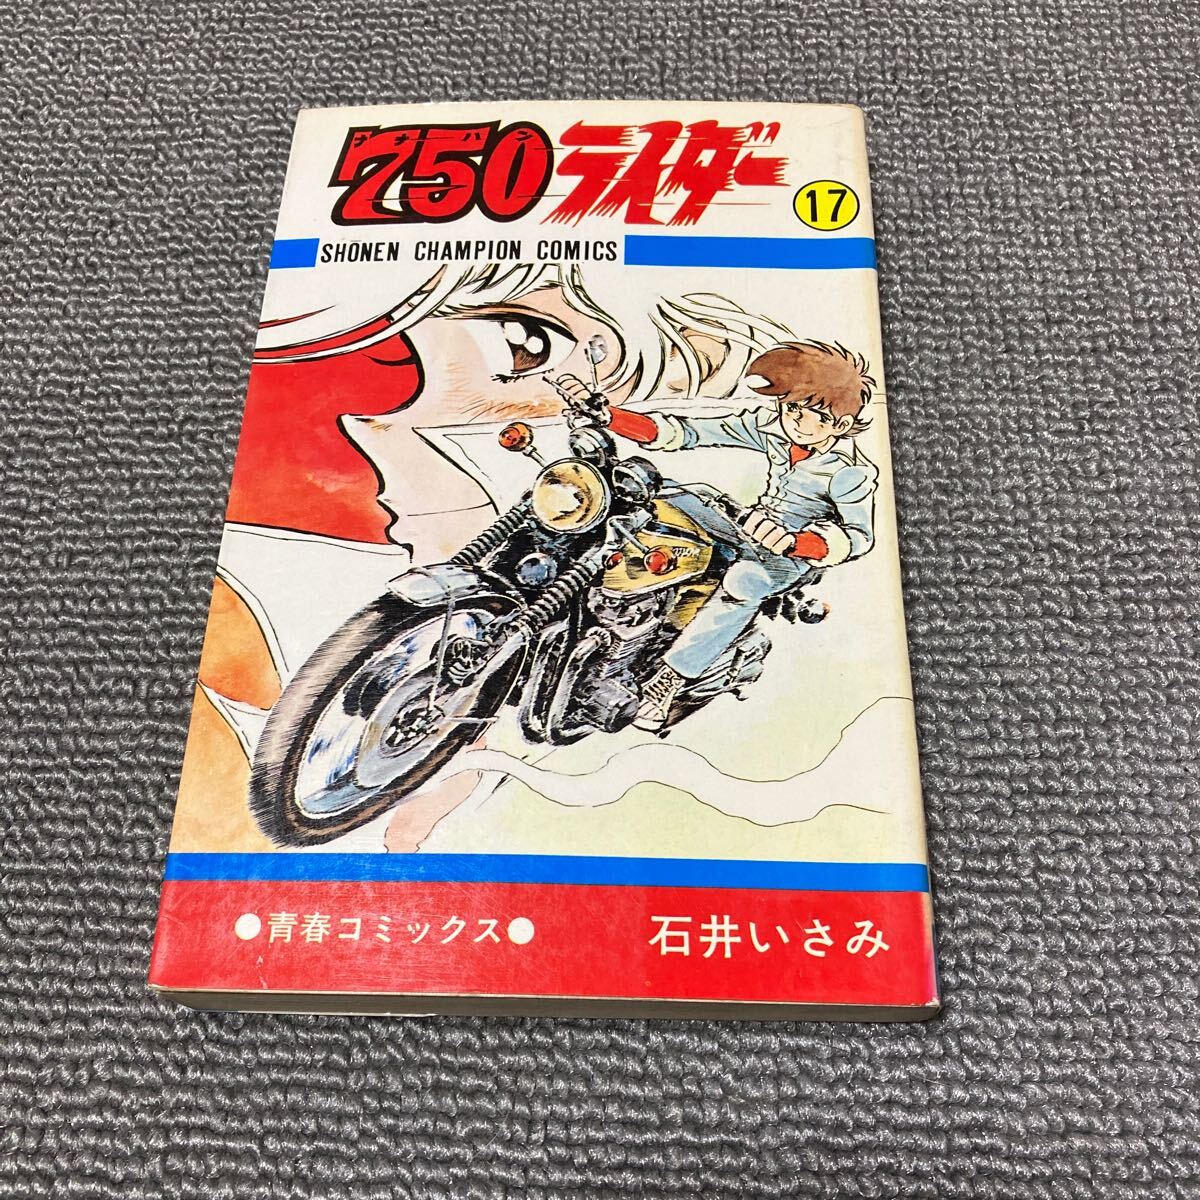 ナナハン
750ライダー
17
SHŌNEN CHAMPION COMICS
●青春コミックス●
石井いさみ